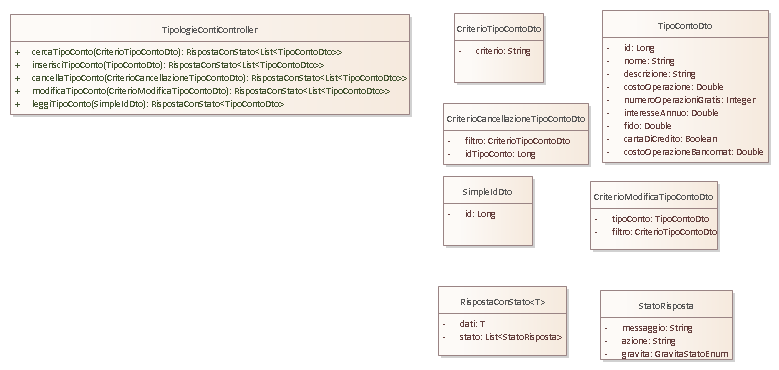 TipologieContiController
+ cercaTipoConto(CriterioTipoContoDto): RispostaConStato<List<TipoContoDto>>
+ inserisciTipoConto(TipoContoDto): RispostaConStato<List<TipoContoDto>>
+ cancellaTipoConto(CriterioCancellazioneTipoContoDto): RispostaConStato<List<TipoContoDto>>
+ modificaTipoConto(CriterioModificaTipoContoDto): RispostaConStato<List<TipoContoDto>>
+ leggiTipoConto(SimpleIdDto): RispostaConStato<TipoContoDto>
CriterioTipoContoDto
- criterio: String
TipoContoDto
- id: Long
- nome: String
- descrizione: String
- costoOperazione: Double
- numeroOperazioniGratis: Integer
- interesseAnnuo: Double
- fido: Double
- cartaDiCredito: Boolean
- costoOperazioneBancomat: Double
CriterioCancellazioneTipoContoDto
- filtro: CriterioTipoContoDto
- idTipoConto: Long
SimpleIdDto
- id: Long
CriterioModificaTipoContoDto
- tipoConto: TipoContoDto
- filtro: CriterioTipoContoDto
RispostaConStato<T>
- dati: T
- stato: List<StatoRisposta>
StatoRisposta
- messaggio: String
- azione: String
- gravita: GravitaStatoEnum